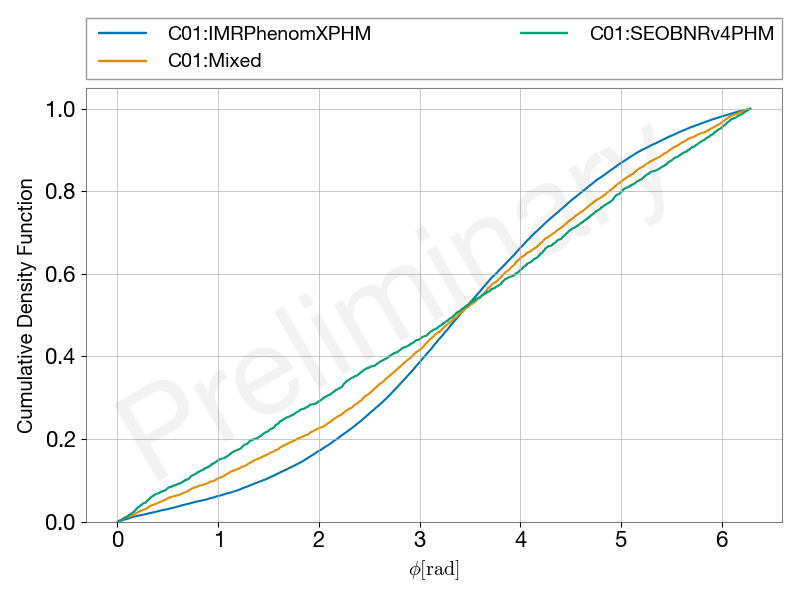 C01:IMRPhenomXPHM
C01:Mixed
C01:SEOBNRv4PHM
Cumulative Density Function
1.0
0.8
0.6
0.4
0.2
0.0
Preliminary
0 1 2 3 4 5 6
ϕ[rad]